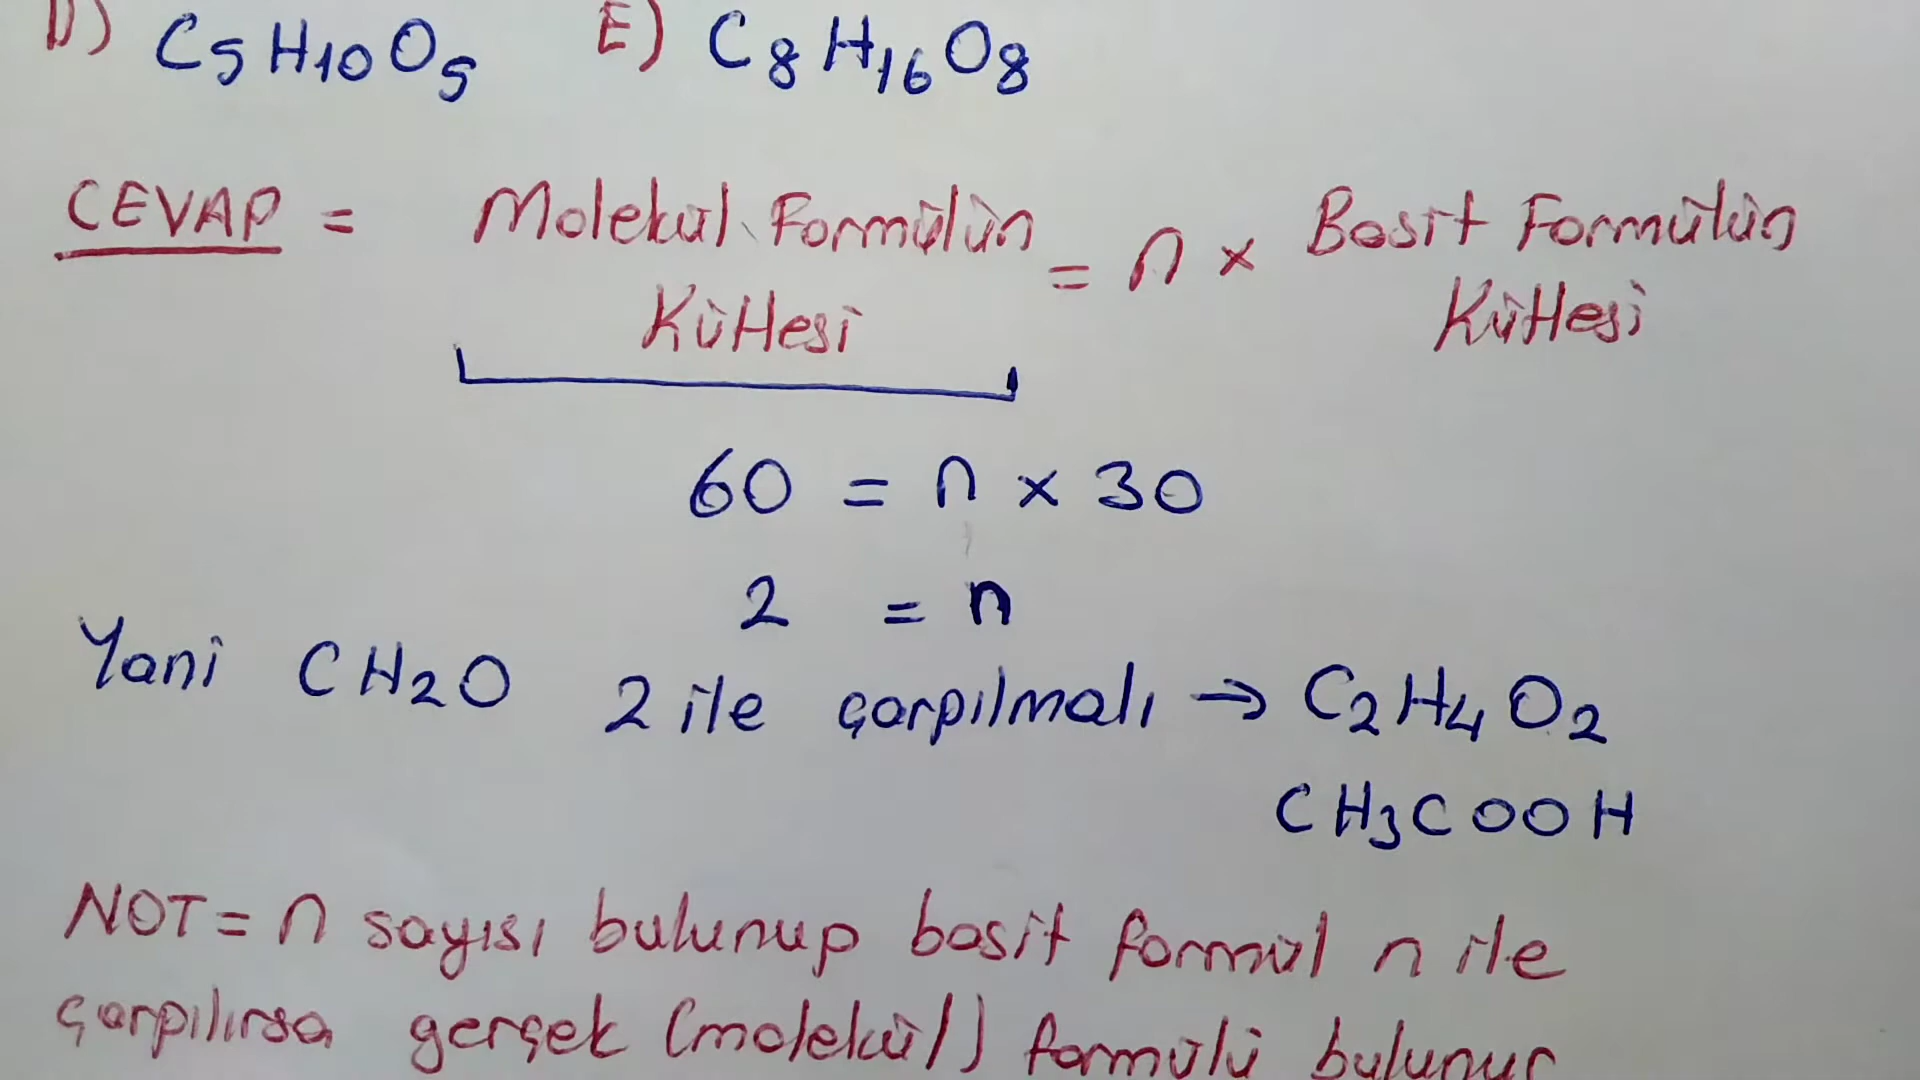 D) C5H10O5 E) C8H16O8
CEVAP = Molekül Formülün Kütlesi = n x Basit Formülün Kütlesi
60 = n x 30
2 = n
Yani CH2O 2 ile çarpılmalı → C2H4O2
CH3COOH
NOT = n sayısı bulunup basit formül n ile
çarpılırsa gerçek (molekül) formülü bulunur